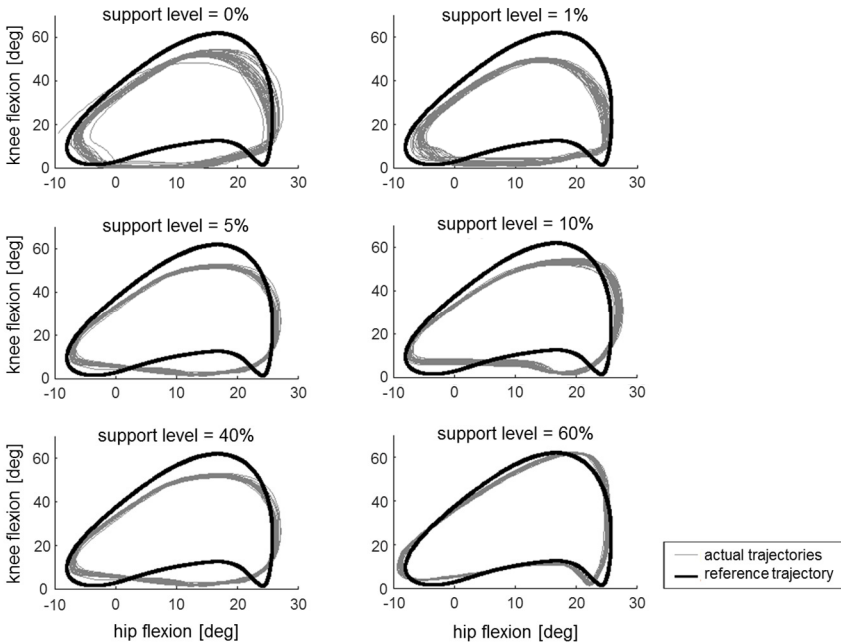 support level = 0%
support level = 1%
knee flexion [deg]
60
40
20
0
-10 0 10 20 30
60
40
20
0
-10 0 10 20 30
support level = 5%
support level = 10%
knee flexion [deg]
60
40
20
0
-10 0 10 20 30
60
40
20
0
-10 0 10 20 30
support level = 40%
support level = 60%
knee flexion [deg]
60
40
20
0
-10 0 10 20 30
60
40
20
0
-10 0 10 20 30
hip flexion [deg]
hip flexion [deg]
actual trajectories
reference trajectory